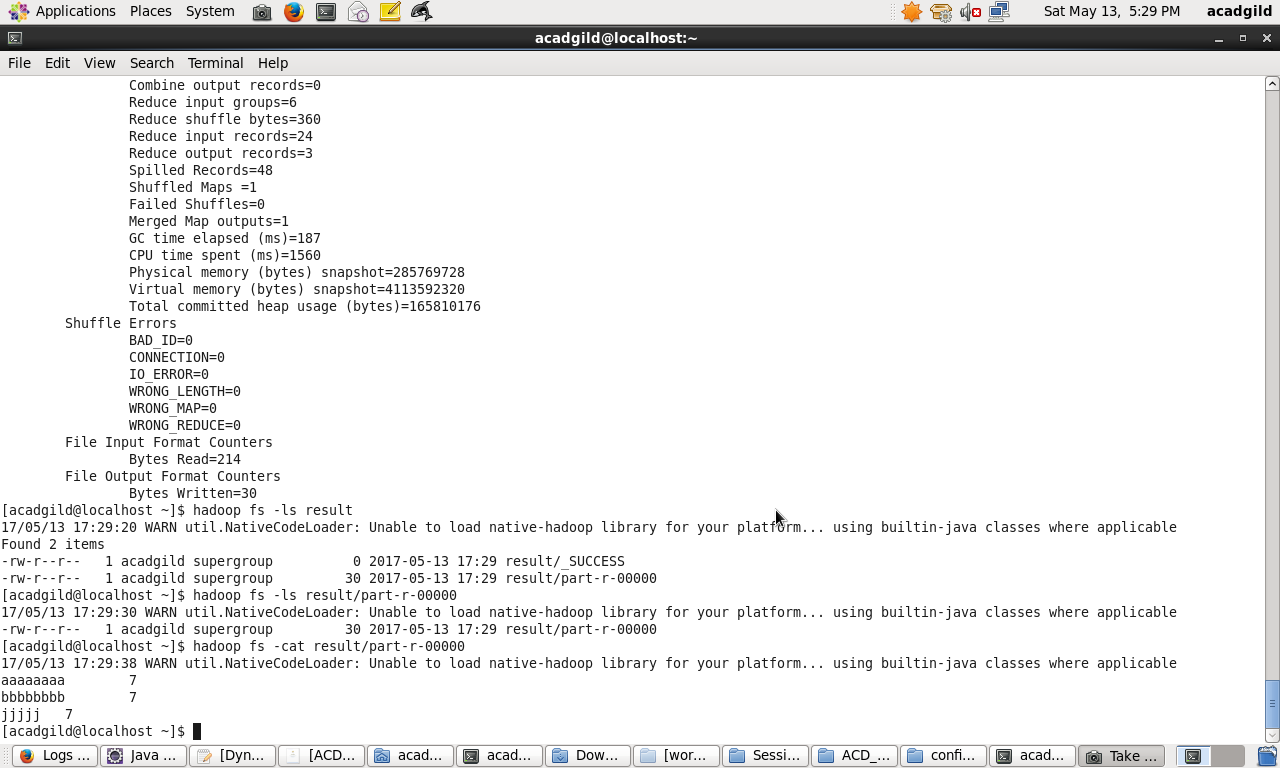 Applications Places System Sat May 13, 5:29 PM acadgild
acadgild@localhost:~
File Edit View Search Terminal Help
Combine output records=0
Reduce input groups=6
Reduce shuffle bytes=360
Reduce input records=24
Reduce output records=3
Spilled Records=48
Shuffled Maps =1
Failed Shuffles=0
Merged Map outputs=1
GC time elapsed (ms)=187
CPU time spent (ms)=1560
Physical memory (bytes) snapshot=285769728
Virtual memory (bytes) snapshot=4113592320
Total committed heap usage (bytes)=165810176
Shuffle Errors
BAD_ID=0
CONNECTION=0
IO_ERROR=0
WRONG_LENGTH=0
WRONG_MAP=0
WRONG_REDUCE=0
File Input Format Counters
Bytes Read=214
File Output Format Counters
Bytes Written=30
[acadgild@localhost ~]$ hadoop fs -ls result
17/05/13 17:29:20 WARN util.NativeCodeLoader: Unable to load native-hadoop library for your platform... using builtin-java classes where applicable
Found 2 items
-rw-r--r--   1 acadgild supergroup          0 2017-05-13 17:29 result/_SUCCESS
-rw-r--r--   1 acadgild supergroup         30 2017-05-13 17:29 result/part-r-00000
[acadgild@localhost ~]$ hadoop fs -ls result/part-r-00000
17/05/13 17:29:30 WARN util.NativeCodeLoader: Unable to load native-hadoop library for your platform... using builtin-java classes where applicable
-rw-r--r--   1 acadgild supergroup         30 2017-05-13 17:29 result/part-r-00000
[acadgild@localhost ~]$ hadoop fs -cat result/part-r-00000
17/05/13 17:29:38 WARN util.NativeCodeLoader: Unable to load native-hadoop library for your platform... using builtin-java classes where applicable
aaaaaaaa        7
bbbbbbbb        7
jjjjj   7
[acadgild@localhost ~]$
Logs ... Java ... [Dyn... [ACD... acad... acad... Dow... [wor... Sessi... ACD_... confi... acad... Take ...